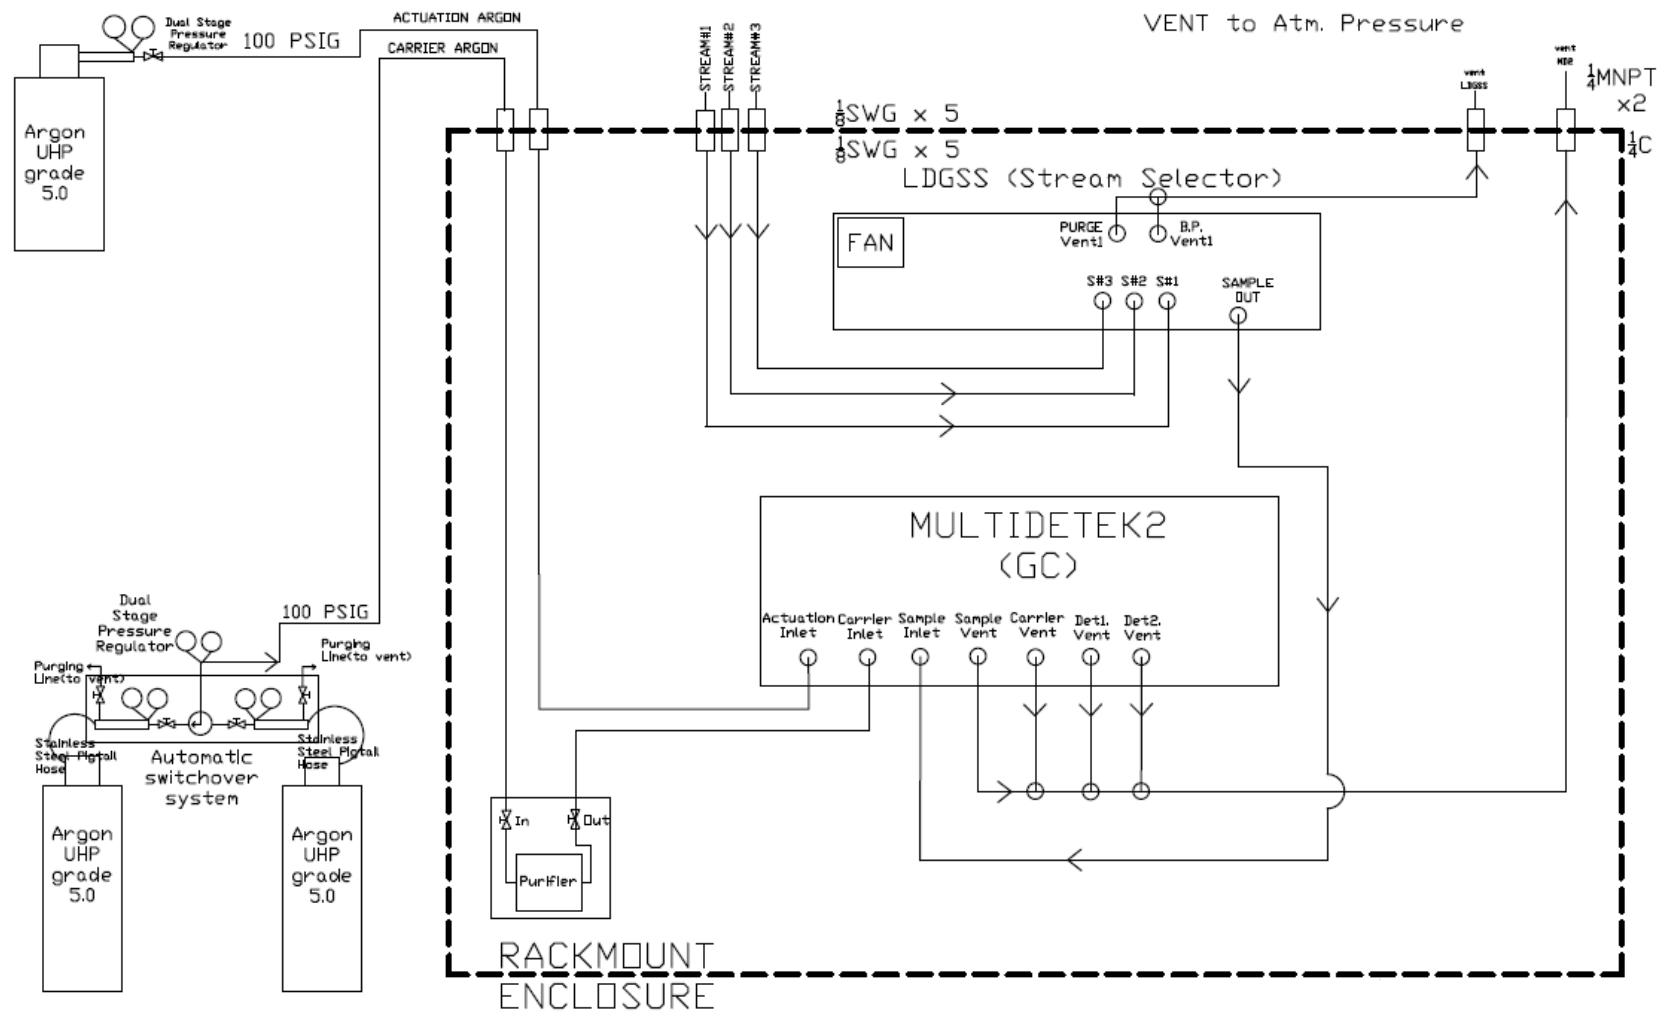 ACTUATION ARGON
Dual Stage
Pressure
Regulator
100 PSIG
CARRIER ARGON
STREAM#1
STREAM#2
STREAM#3
VENT to Atm. Pressure
vent
LDGSS
vent
MD2
1/4MNPT
x2
1/4C
1/8SWG x 5
1/8SWG x 5
Argon
UHP
grade
5.0
LDGSS (Stream Selector)
FAN
PURGE
Vent1
B.P.
Vent1
S#3 S#2 S#1
SAMPLE
OUT
MULTIDETEK2
(GC)
Actuation
Inlet
Carrier
Inlet
Sample
Inlet
Sample
Vent
Carrier
Vent
Det1.
Vent
Det2.
Vent
Dual
Stage
Pressure
Regulator
100 PSIG
Purging
Line(to vent)
Purging
Line(to vent)
Stainless
Steel Pigtail
Hose
Stainless
Steel Pigtail
Hose
Automatic
switchover
system
Argon
UHP
grade
5.0
Argon
UHP
grade
5.0
In
Out
Purifier
RACKMOUNT
ENCLOSURE